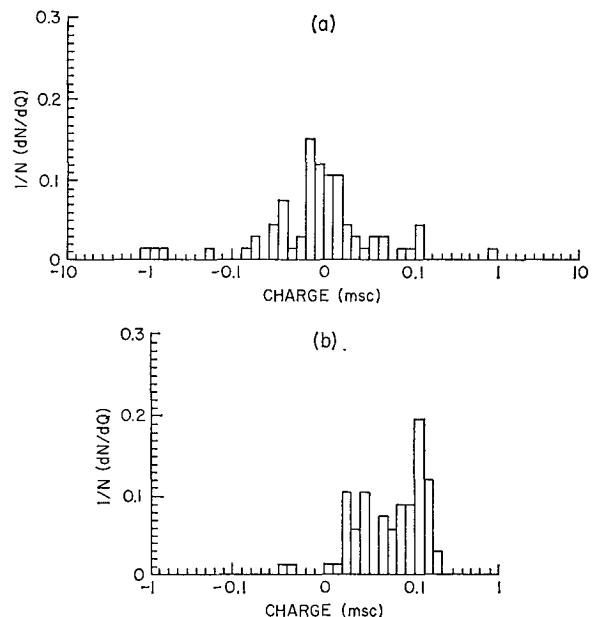 (a)
0.3
0.2
0.1
0
1/N (dN/dQ)
-10 -1 -0.1 0 0.1 1 10
CHARGE (msc)
(b)
0.3
0.2
0.1
0
1/N (dN/dQ)
-1 -0.1 0 0.1 1
CHARGE (msc)